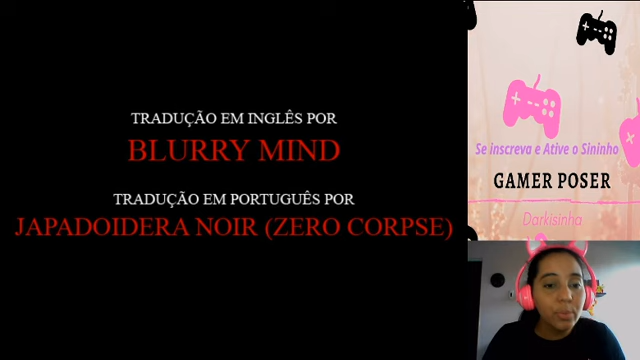 TRADUÇÃO EM INGLÊS POR
BLURRY MIND
TRADUÇÃO EM PORTUGUÊS POR
JAPADOIDERA NOIR (ZERO CORPSE)
Se inscreva e Ative o Sininho
GAMER POSER
Darkisinha